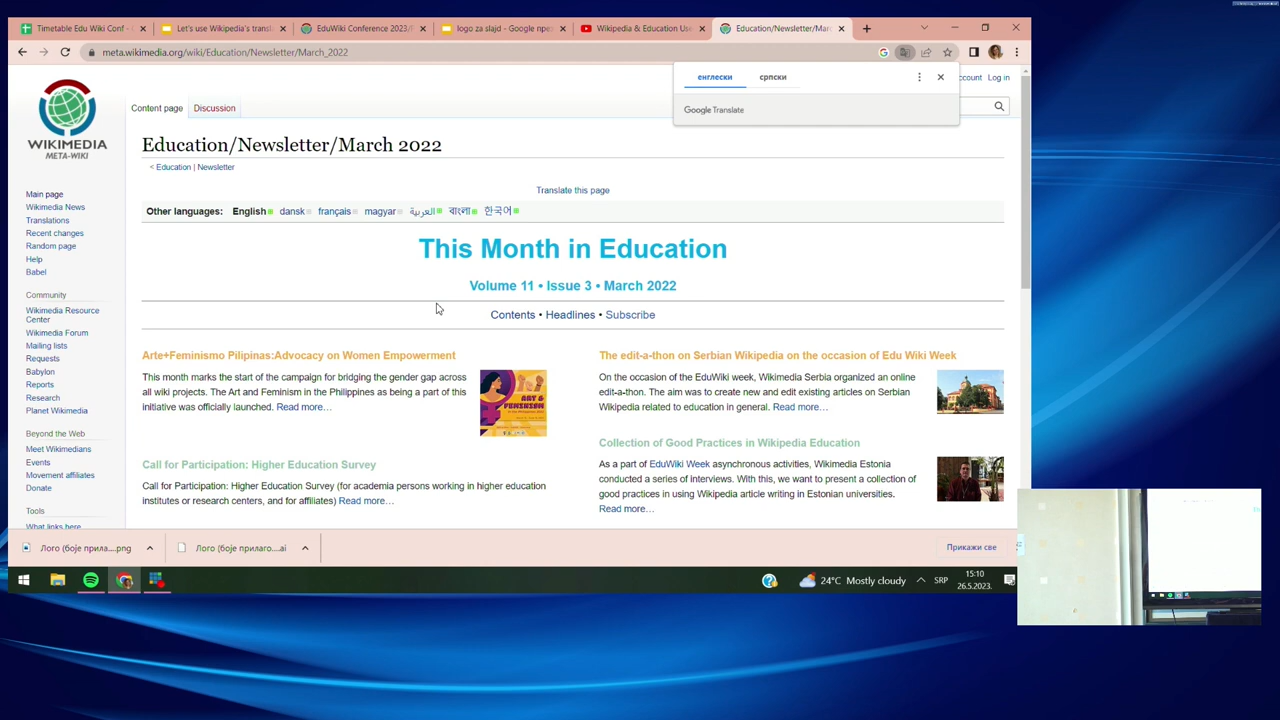 Timetable Edu Wiki Conf -
Let's use Wikipedia's transl
EduWiki Conference 2023/
logo za slajd - Google през
Wikipedia & Education Use
Education/Newsletter/Marc
meta.wikimedia.org/wiki/Education/Newsletter/March_2022
енглески
српски
Google Translate
ccount
Log in
WIKIMEDIA
META-WIKI
Content page
Discussion
Education/Newsletter/March 2022
< Education | Newsletter
Translate this page
Other languages: English dansk français magyar العربية বাংলা 한국어
This Month in Education
Volume 11 • Issue 3 • March 2022
Contents • Headlines • Subscribe
Main page
Wikimedia News
Translations
Recent changes
Random page
Help
Babel
Community
Wikimedia Resource
Center
Wikimedia Forum
Mailing lists
Requests
Babylon
Reports
Research
Planet Wikimedia
Beyond the Web
Meet Wikimedians
Events
Movement affiliates
Donate
Tools
What links here
Arte+Feminismo Pilipinas:Advocacy on Women Empowerment
This month marks the start of the campaign for bridging the gender gap across
all wiki projects. The Art and Feminism in the Philippines as being a part of this
initiative was officially launched. Read more…
ART &
FEMINISM
Call for Participation: Higher Education Survey
Call for Participation: Higher Education Survey (for academia persons working in higher education
institutes or research centers, and for affiliates) Read more…
The edit-a-thon on Serbian Wikipedia on the occasion of Edu Wiki Week
On the occasion of the EduWiki week, Wikimedia Serbia organized an online
edit-a-thon. The aim was to create new and edit existing articles on Serbian
Wikipedia related to education in general. Read more…
Collection of Good Practices in Wikipedia Education
As a part of EduWiki Week asynchronous activities, Wikimedia Estonia
conducted a series of interviews. With this, we want to present a collection of
good practices in using Wikipedia article writing in Estonian universities.
Read more…
Лого (боје прила....png
Лого (боје прилаго....ai
Прикажи све
24°C Mostly cloudy
SRP
15:10
26.5.2023.